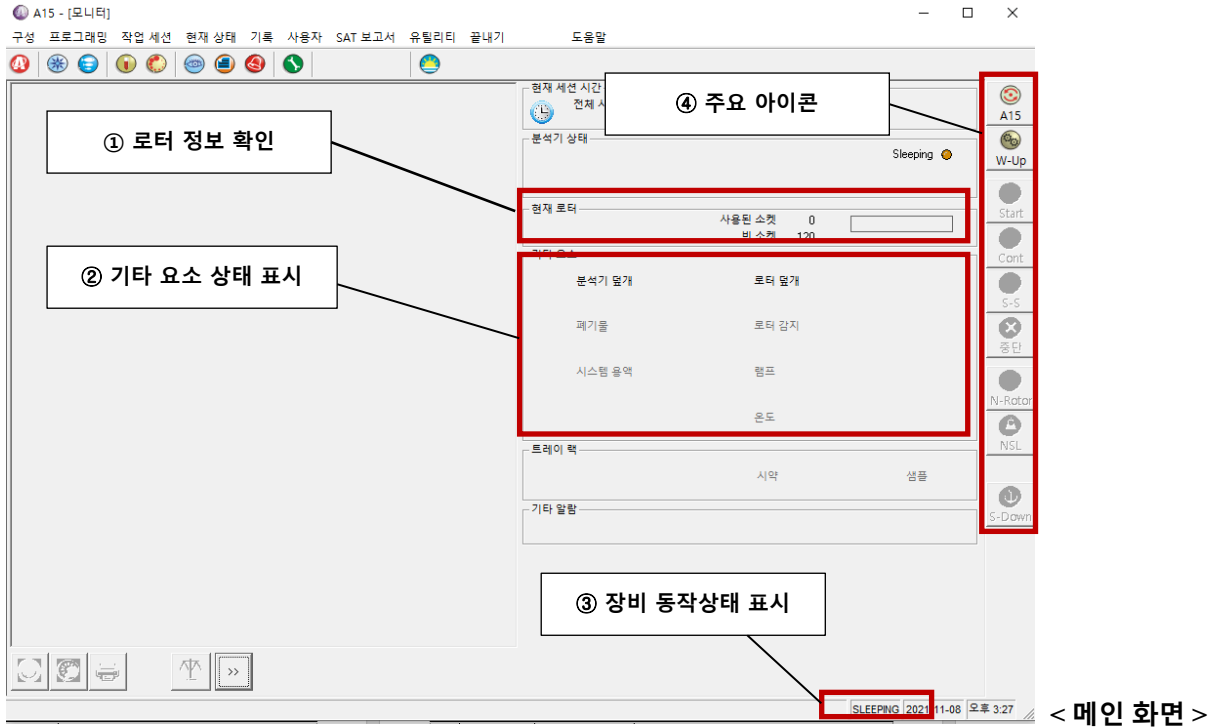 A15 - [모니터]
구성 프로그래밍 작업 세션 현재 상태 기록 사용자 SAT 보고서 유틸리티 끝내기 도움말
현재 세션 시간
전체
④ 주요 아이콘
A15
① 로터 정보 확인
분석기 상태
Sleeping
W-Up
현재 로터
사용된 소켓 0
빈 소켓 120
Start
기타 요소
Cont
② 기타 요소 상태 표시
분석기 덮개 로터 덮개
S-S
폐기물 로터 감지
중단
시스템 용액 램프
N-Rotor
온도
NSL
트레이 랙
시약 샘플
S-Down
기타 알람
③ 장비 동작상태 표시
>>
SLEEPING 2021-11-08 오후 3:27
< 메인 화면 >